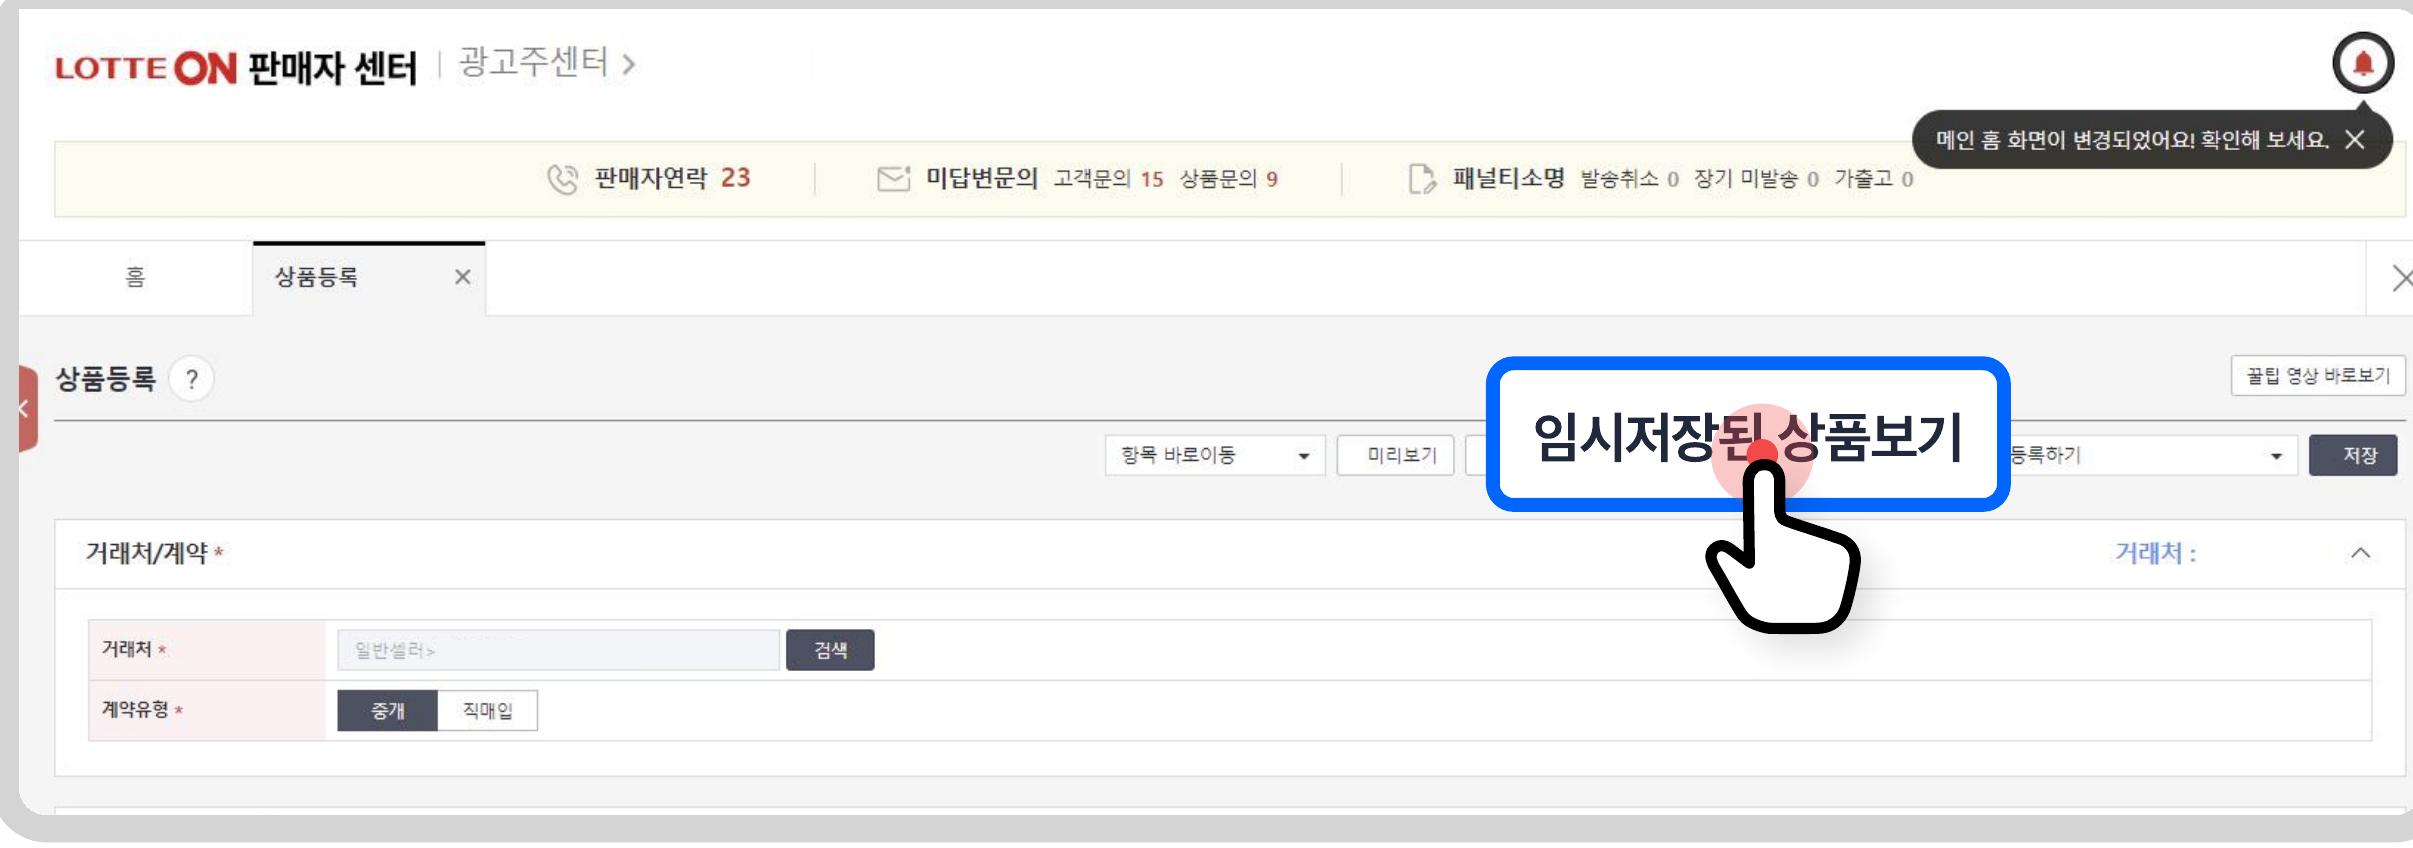 LOTTE ON 판매자 센터 광고주센터 >
메인 홈 화면이 변경되었어요! 확인해 보세요. ×
판매자연락 23 미답변문의 고객문의 15 상품문의 9 패널티소명 발송취소 0 장기 미발송 0 가출고 0
홈 상품등록 ×
상품등록 ? 꿀팁 영상 바로보기
항목 바로이동 미리보기 임시저장된 상품보기 등록하기 저장
거래처/계약 * 거래처 :
거래처 * 일반셀러> 검색
계약유형 * 중개 직매입